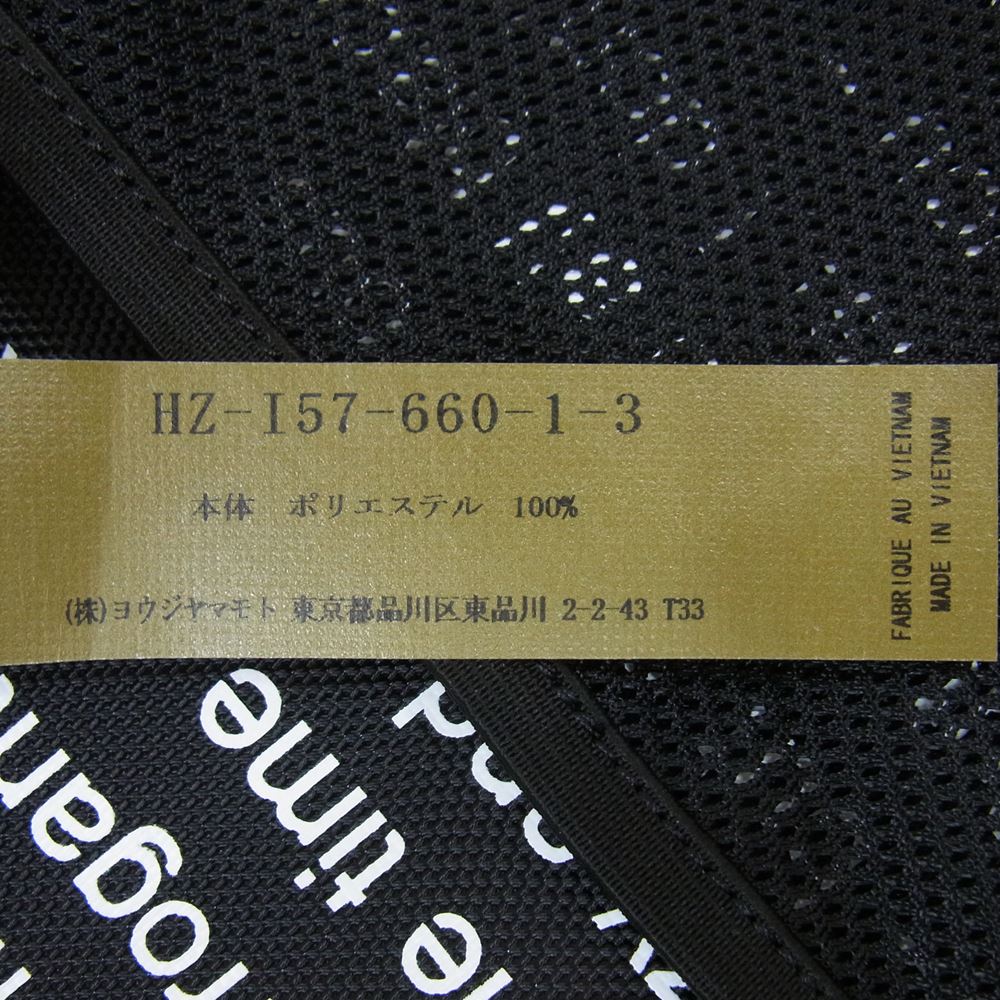 HZ-I57-660-1-3
本体 ポリエステル 100%
(株)ヨウジヤマモト 東京都品川区東品川 2-2-43 T33
FABRIQUE AU VIETNAM
MADE IN VIETNAM
time